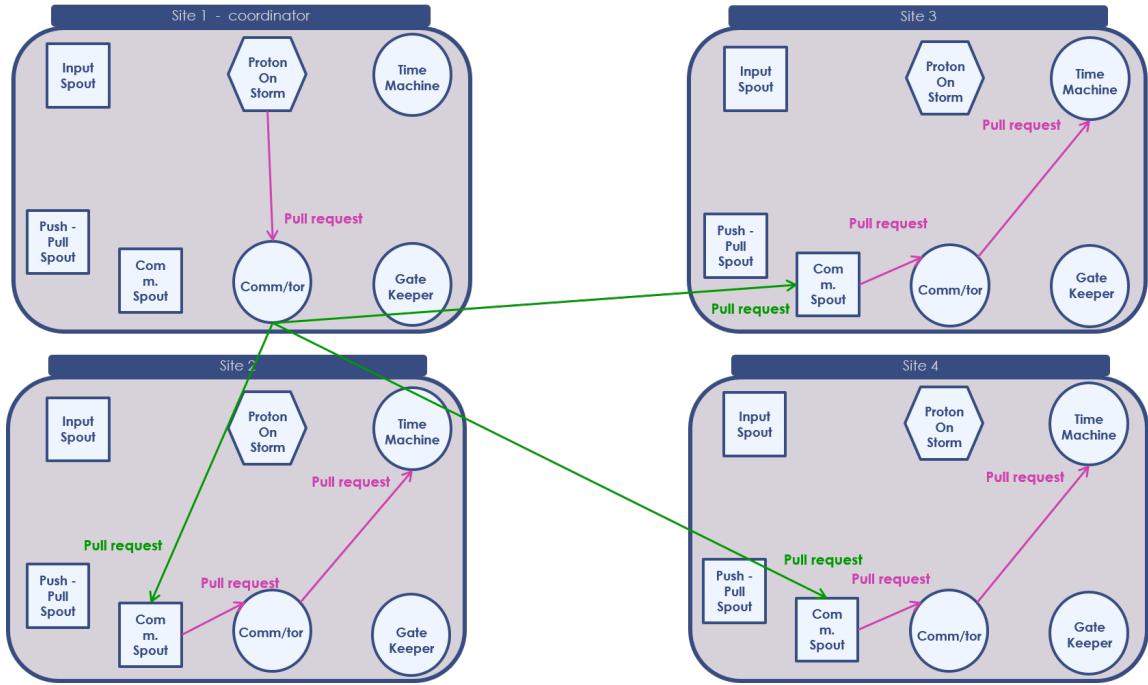 Site 1 - coordinator
Input
Spout
Proton
On
Storm
Time
Machine
Pull request
Push -
Pull
Spout
Com
m.
Spout
Comm/tor
Gate
Keeper
Site 3
Input
Spout
Proton
On
Storm
Time
Machine
Pull request
Pull request
Push -
Pull
Spout
Com
m.
Spout
Comm/tor
Gate
Keeper
Pull request
Site 2
Input
Spout
Proton
On
Storm
Time
Machine
Pull request
Pull request
Pull request
Push -
Pull
Spout
Com
m.
Spout
Comm/tor
Gate
Keeper
Site 4
Input
Spout
Proton
On
Storm
Time
Machine
Pull request
Pull request
Pull request
Push -
Pull
Spout
Com
m.
Spout
Comm/tor
Gate
Keeper